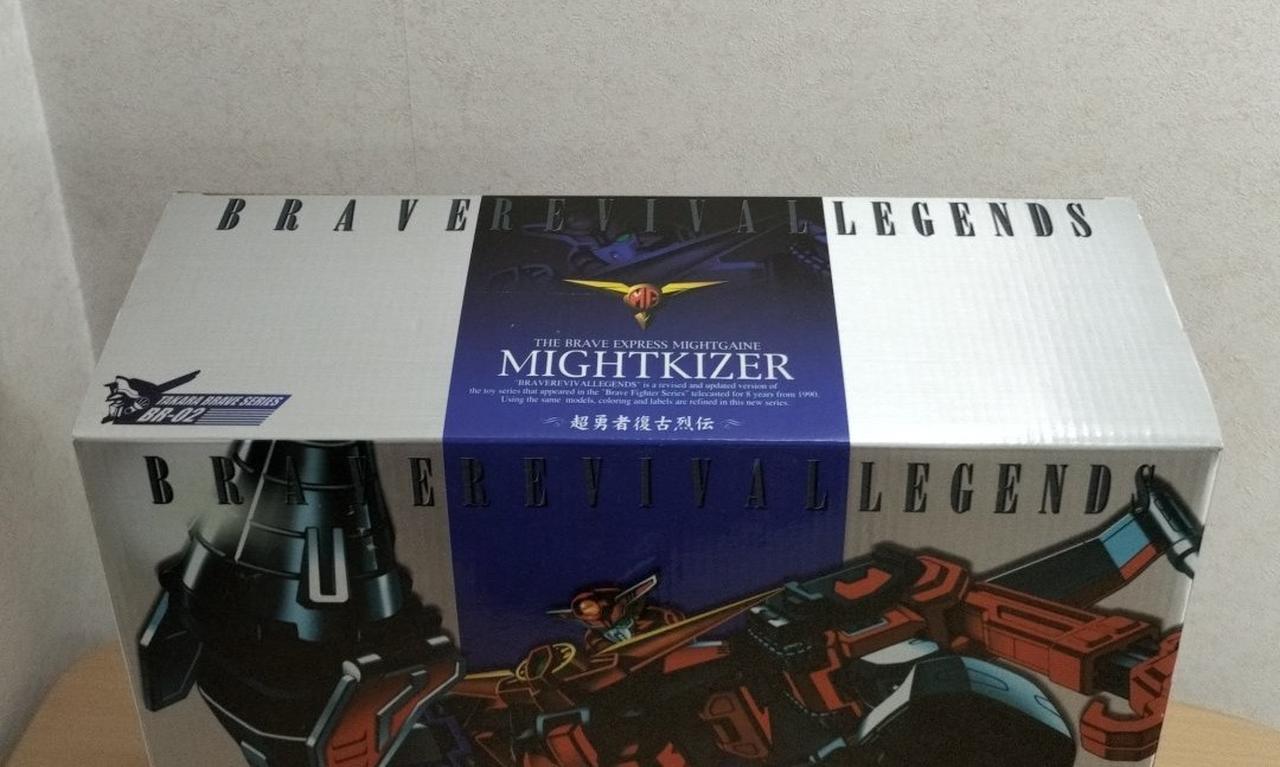 BRAVEREVIVALLEGENDS
THE BRAVE EXPRESS MIGHTGAINE
MIGHTKIZER
"BRAVEREVIVALLEGENDS" is a revised and updated version of
the toy series that appeared in the "Brave Fighter Series" telecasted for 8 years from 1990.
Using the same models, coloring and labels are refined in this new series.
超勇者復古烈伝
TAKARA BRAVE SERIES
BR-02
BRAVEREVIVALLEGENDS